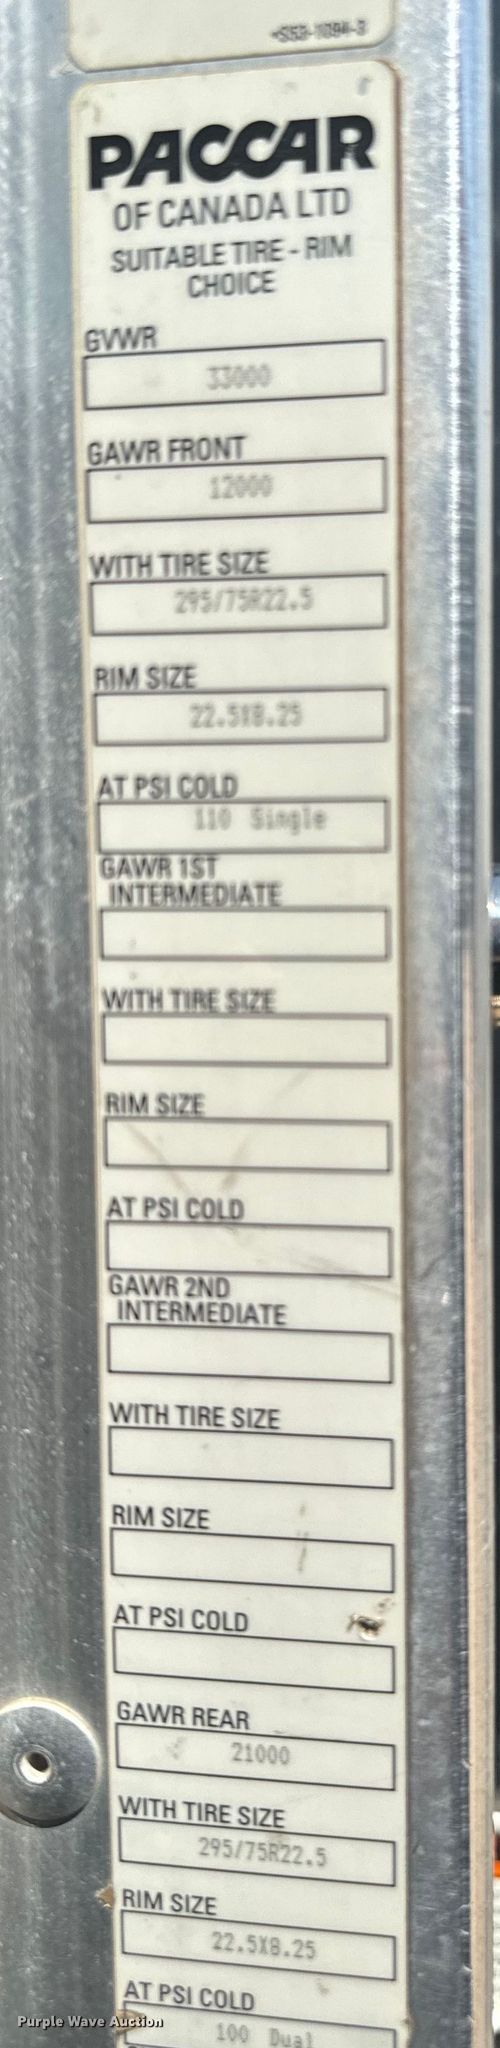 PACCAR
OF CANADA LTD
SUITABLE TIRE - RIM
CHOICE
GVWR
33000
GAWR FRONT
12000
WITH TIRE SIZE
295/75R22.5
RIM SIZE
22.5X8.25
AT PSI COLD
110 Single
GAWR 1ST
INTERMEDIATE
WITH TIRE SIZE
RIM SIZE
AT PSI COLD
GAWR 2ND
INTERMEDIATE
WITH TIRE SIZE
RIM SIZE
AT PSI COLD
GAWR REAR
21000
WITH TIRE SIZE
295/75R22.5
RIM SIZE
22.5X8.25
AT PSI COLD
Purple Wave Auction
100 Dual